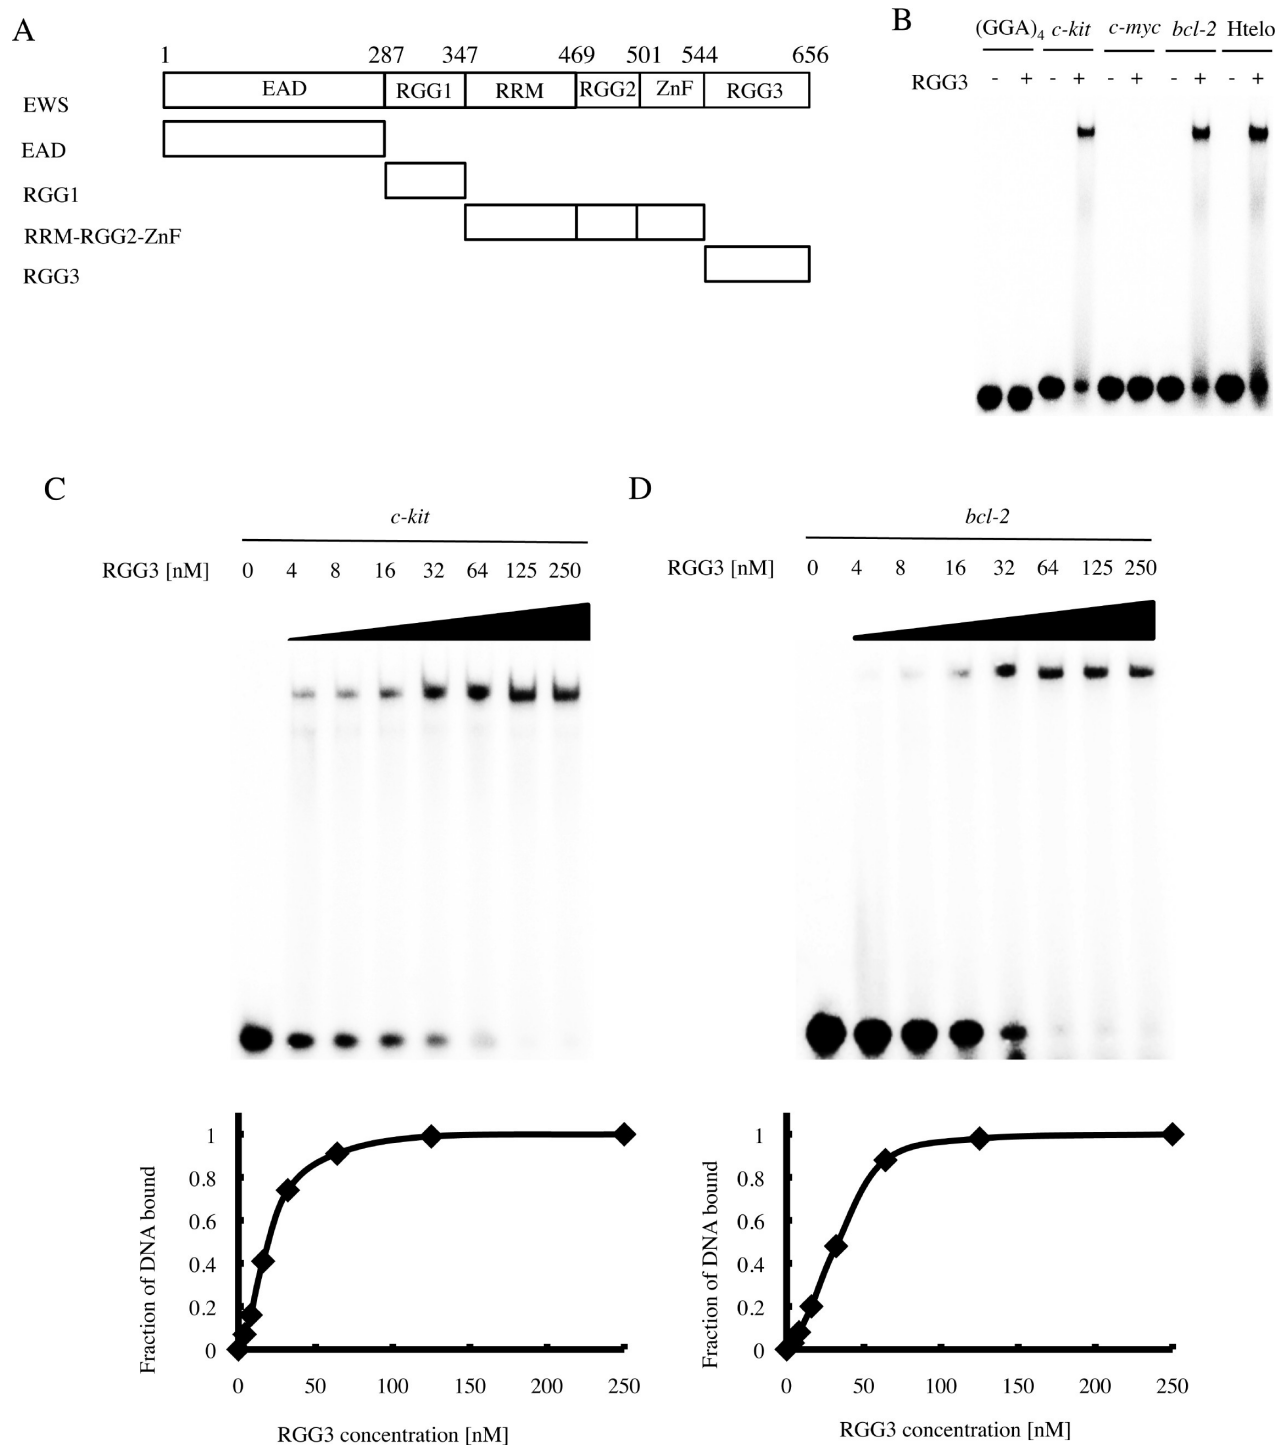 A
1 287 347 469 501 544 656
EWS EAD RGG1 RRM RGG2 ZnF RGG3
EAD
RGG1
RRM-RGG2-ZnF
RGG3
B
(GGA)4 c-kit c-myc bcl-2 Htelo
RGG3 - + - + - + - + - +
C
c-kit
RGG3 [nM] 0 4 8 16 32 64 125 250
Fraction of DNA bound
1
0.8
0.6
0.4
0.2
0
0 50 100 150 200 250
RGG3 concentration [nM]
D
bcl-2
RGG3 [nM] 0 4 8 16 32 64 125 250
Fraction of DNA bound
1
0.8
0.6
0.4
0.2
0
0 50 100 150 200 250
RGG3 concentration [nM]